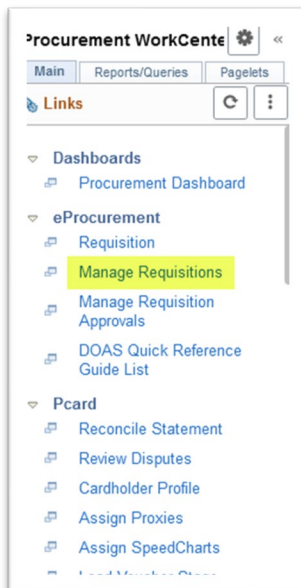 Procurement WorkCente «
Main Reports/Queries Pagelets
Links
Dashboards
Procurement Dashboard
eProcurement
Requisition
Manage Requisitions
Manage Requisition
Approvals
DOAS Quick Reference
Guide List
Pcard
Reconcile Statement
Review Disputes
Cardholder Profile
Assign Proxies
Assign SpeedCharts